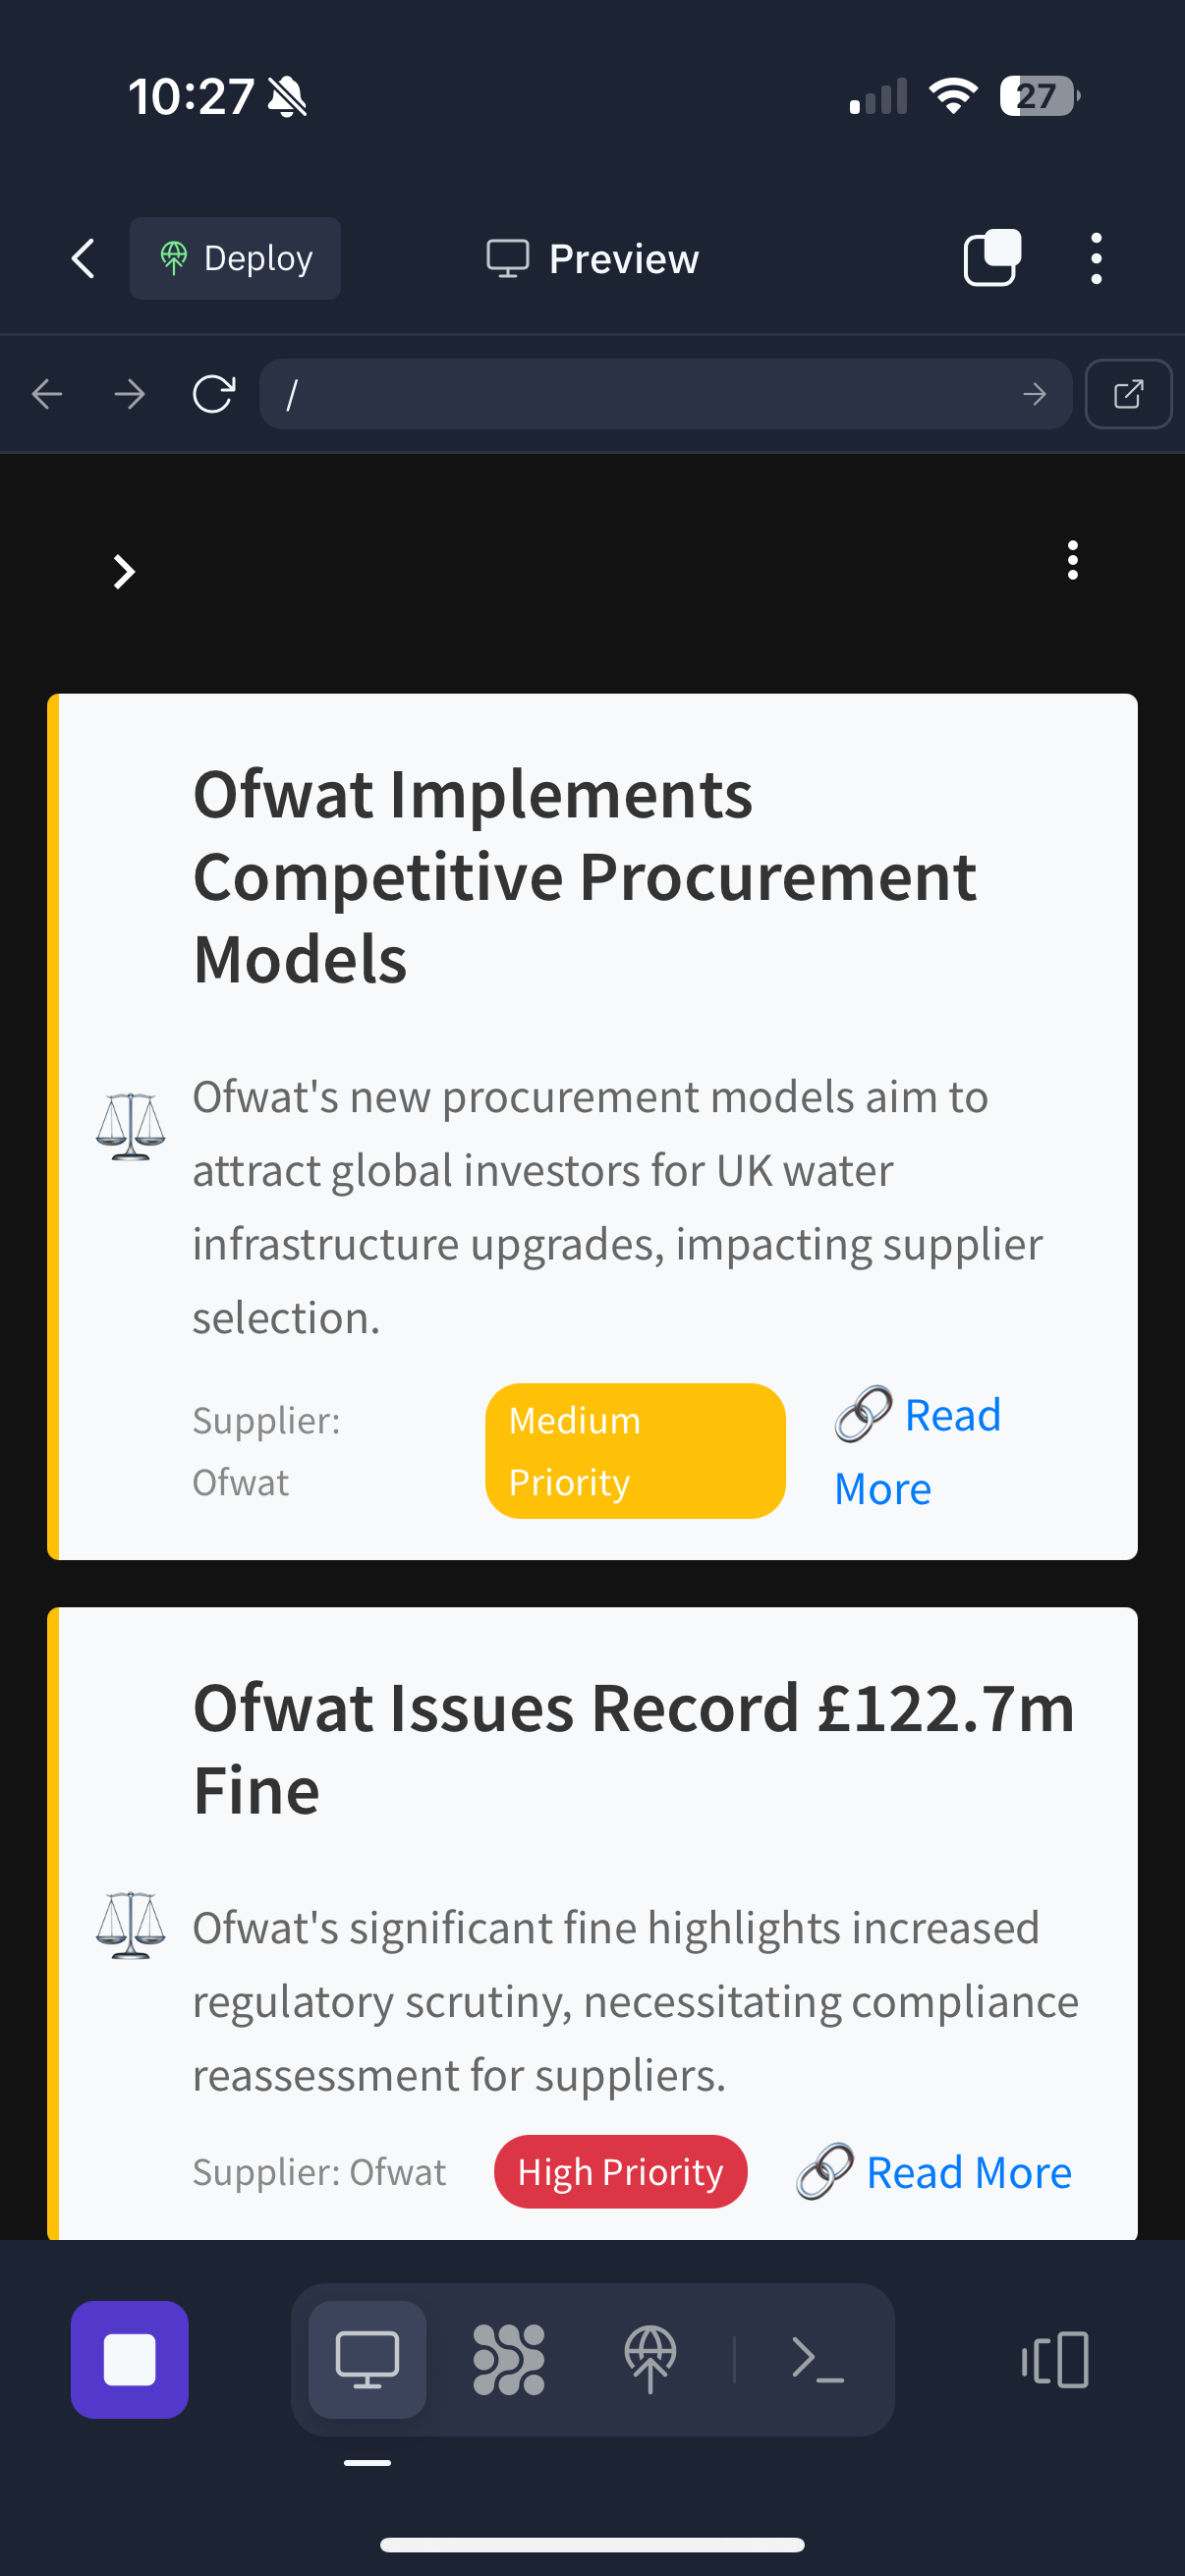 10:27
27
Deploy
Preview
/
Ofwat Implements
Competitive Procurement
Models
Ofwat's new procurement models aim to
attract global investors for UK water
infrastructure upgrades, impacting supplier
selection.
Supplier:
Ofwat
Medium
Priority
Read
More
Ofwat Issues Record £122.7m
Fine
Ofwat's significant fine highlights increased
regulatory scrutiny, necessitating compliance
reassessment for suppliers.
Supplier: Ofwat
High Priority
Read More